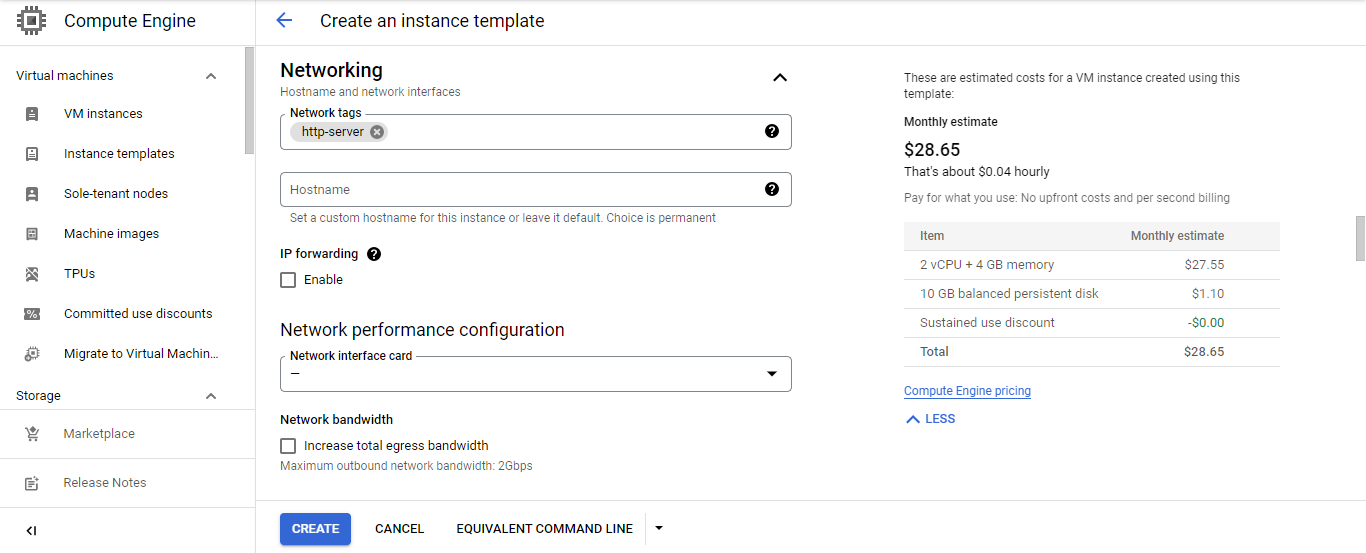 Compute Engine
Create an instance template
Virtual machines
VM instances
Instance templates
Sole-tenant nodes
Machine images
TPUs
Committed use discounts
Migrate to Virtual Machin...
Storage
Marketplace
Release Notes
Networking
Hostname and network interfaces
Network tags
http-server
Hostname
Set a custom hostname for this instance or leave it default. Choice is permanent
IP forwarding
Enable
Network performance configuration
Network interface card
—
Network bandwidth
Increase total egress bandwidth
Maximum outbound network bandwidth: 2Gbps
CREATE CANCEL EQUIVALENT COMMAND LINE
These are estimated costs for a VM instance created using this
template:
Monthly estimate
$28.65
That's about $0.04 hourly
Pay for what you use: No upfront costs and per second billing
Item Monthly estimate
2 vCPU + 4 GB memory $27.55
10 GB balanced persistent disk $1.10
Sustained use discount -$0.00
Total $28.65
Compute Engine pricing
LESS